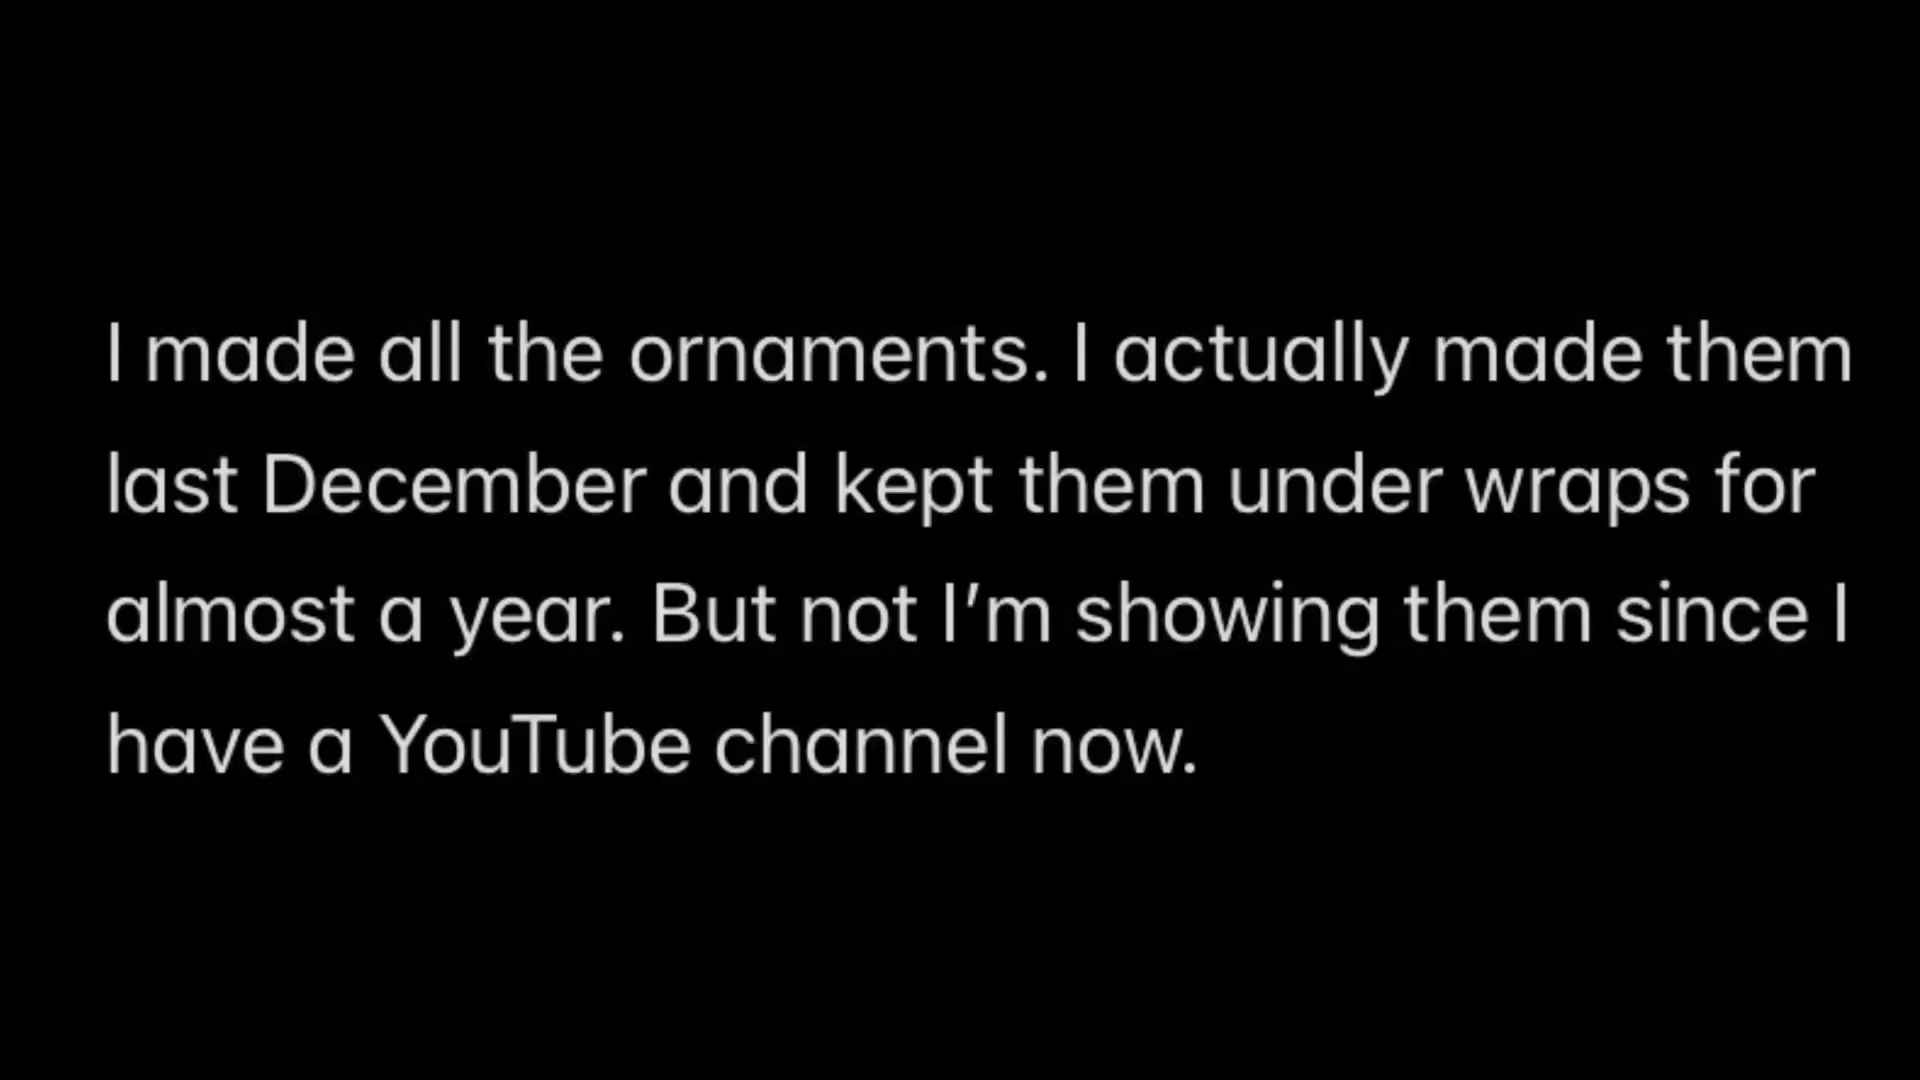 I made all the ornaments. I actually made them
last December and kept them under wraps for
almost a year. But not I’m showing them since I
have a YouTube channel now.